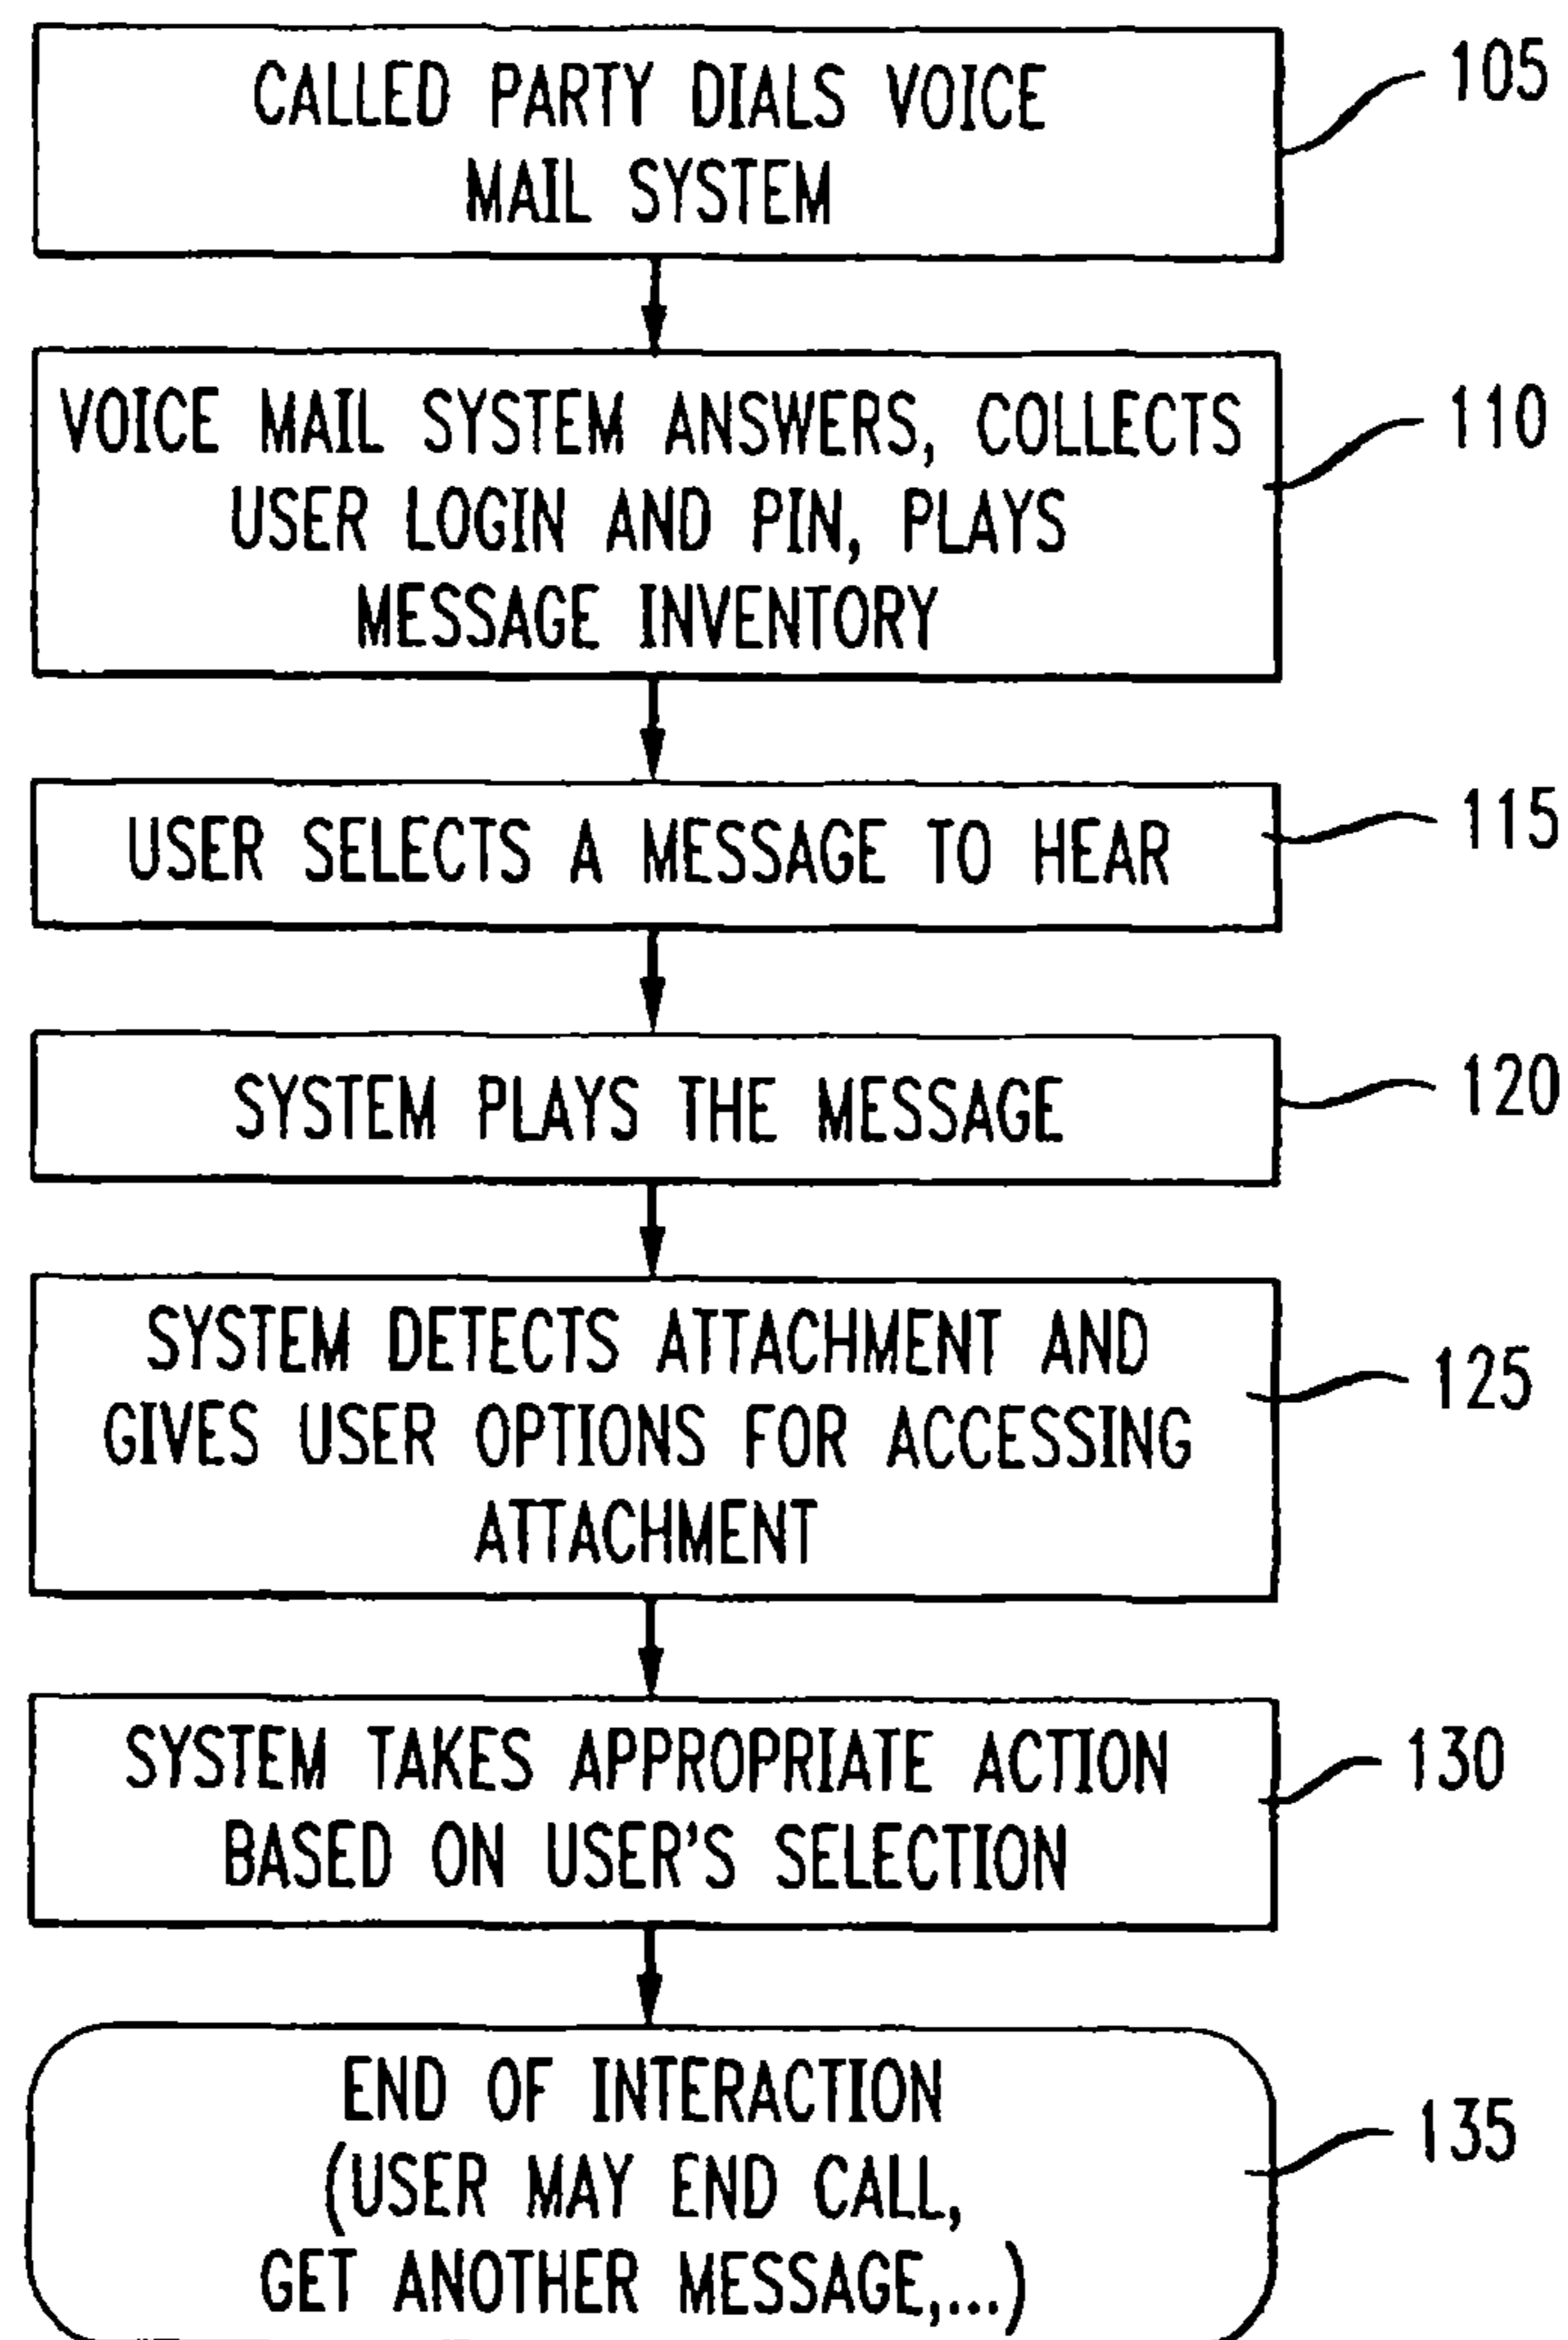 CALLED PARTY DIALS VOICE
MAIL SYSTEM
105
VOICE MAIL SYSTEM ANSWERS, COLLECTS
USER LOGIN AND PIN, PLAYS
MESSAGE INVENTORY
110
USER SELECTS A MESSAGE TO HEAR
115
SYSTEM PLAYS THE MESSAGE
120
SYSTEM DETECTS ATTACHMENT AND
GIVES USER OPTIONS FOR ACCESSING
ATTACHMENT
125
SYSTEM TAKES APPROPRIATE ACTION
BASED ON USER'S SELECTION
130
END OF INTERACTION
(USER MAY END CALL,
GET ANOTHER MESSAGE,...)
135